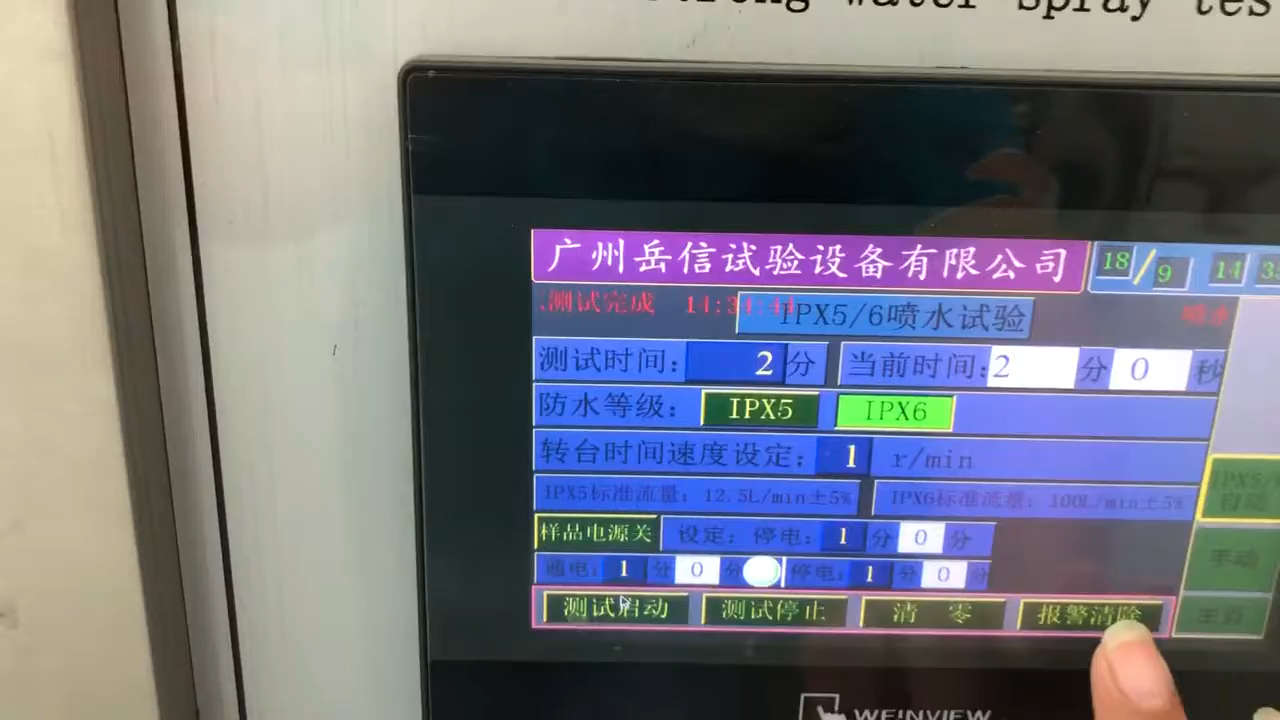 water spray
广州岳信试验设备有限公司 18/9 14
.测试完成 14:34:44 IPX5/6喷水试验
测试时间: 2 分 当前时间: 2 分 0 秒
防水等级: IPX5 IPX6
转台时间速度设定: 1 r/min
IPX5标准流量: 12.5L/min±5% IPX6标准流量: 100L/min±5%
样品电源关 设定: 停电: 1 分 0 分
通电: 1 分 0 分 停电: 1 分 0 分
自动
手动
测试启动 测试停止 清 零 报警清除
WEINVIEW